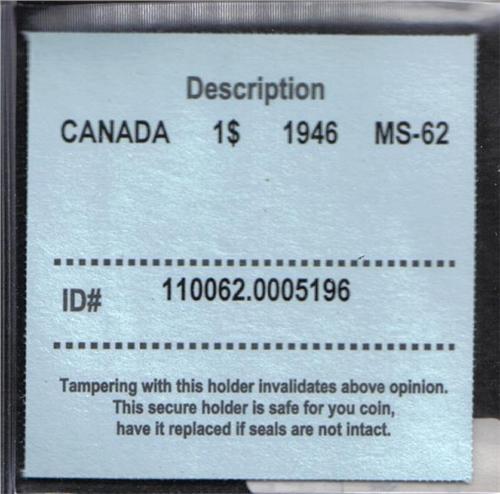 Description
CANADA 1$ 1946 MS-62
ID# 110062.0005196
Tampering with this holder invalidates above opinion.
This secure holder is safe for you coin,
have it replaced if seals are not intact.